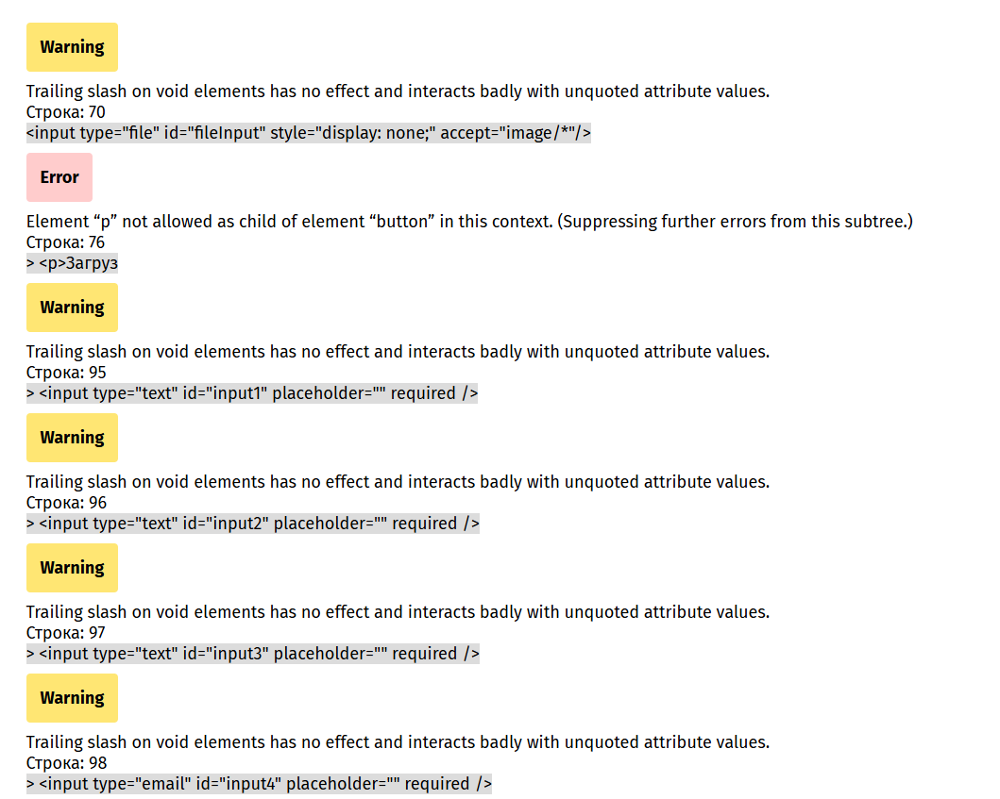 Warning
Trailing slash on void elements has no effect and interacts badly with unquoted attribute values.
Строка: 70
<input type="file" id="fileInput" style="display: none;" accept="image/*"/>
Error
Element “p” not allowed as child of element “button” in this context. (Suppressing further errors from this subtree.)
Строка: 76
> <p>Загруз
Warning
Trailing slash on void elements has no effect and interacts badly with unquoted attribute values.
Строка: 95
> <input type="text" id="input1" placeholder="" required />
Warning
Trailing slash on void elements has no effect and interacts badly with unquoted attribute values.
Строка: 96
> <input type="text" id="input2" placeholder="" required />
Warning
Trailing slash on void elements has no effect and interacts badly with unquoted attribute values.
Строка: 97
> <input type="text" id="input3" placeholder="" required />
Warning
Trailing slash on void elements has no effect and interacts badly with unquoted attribute values.
Строка: 98
> <input type="email" id="input4" placeholder="" required />